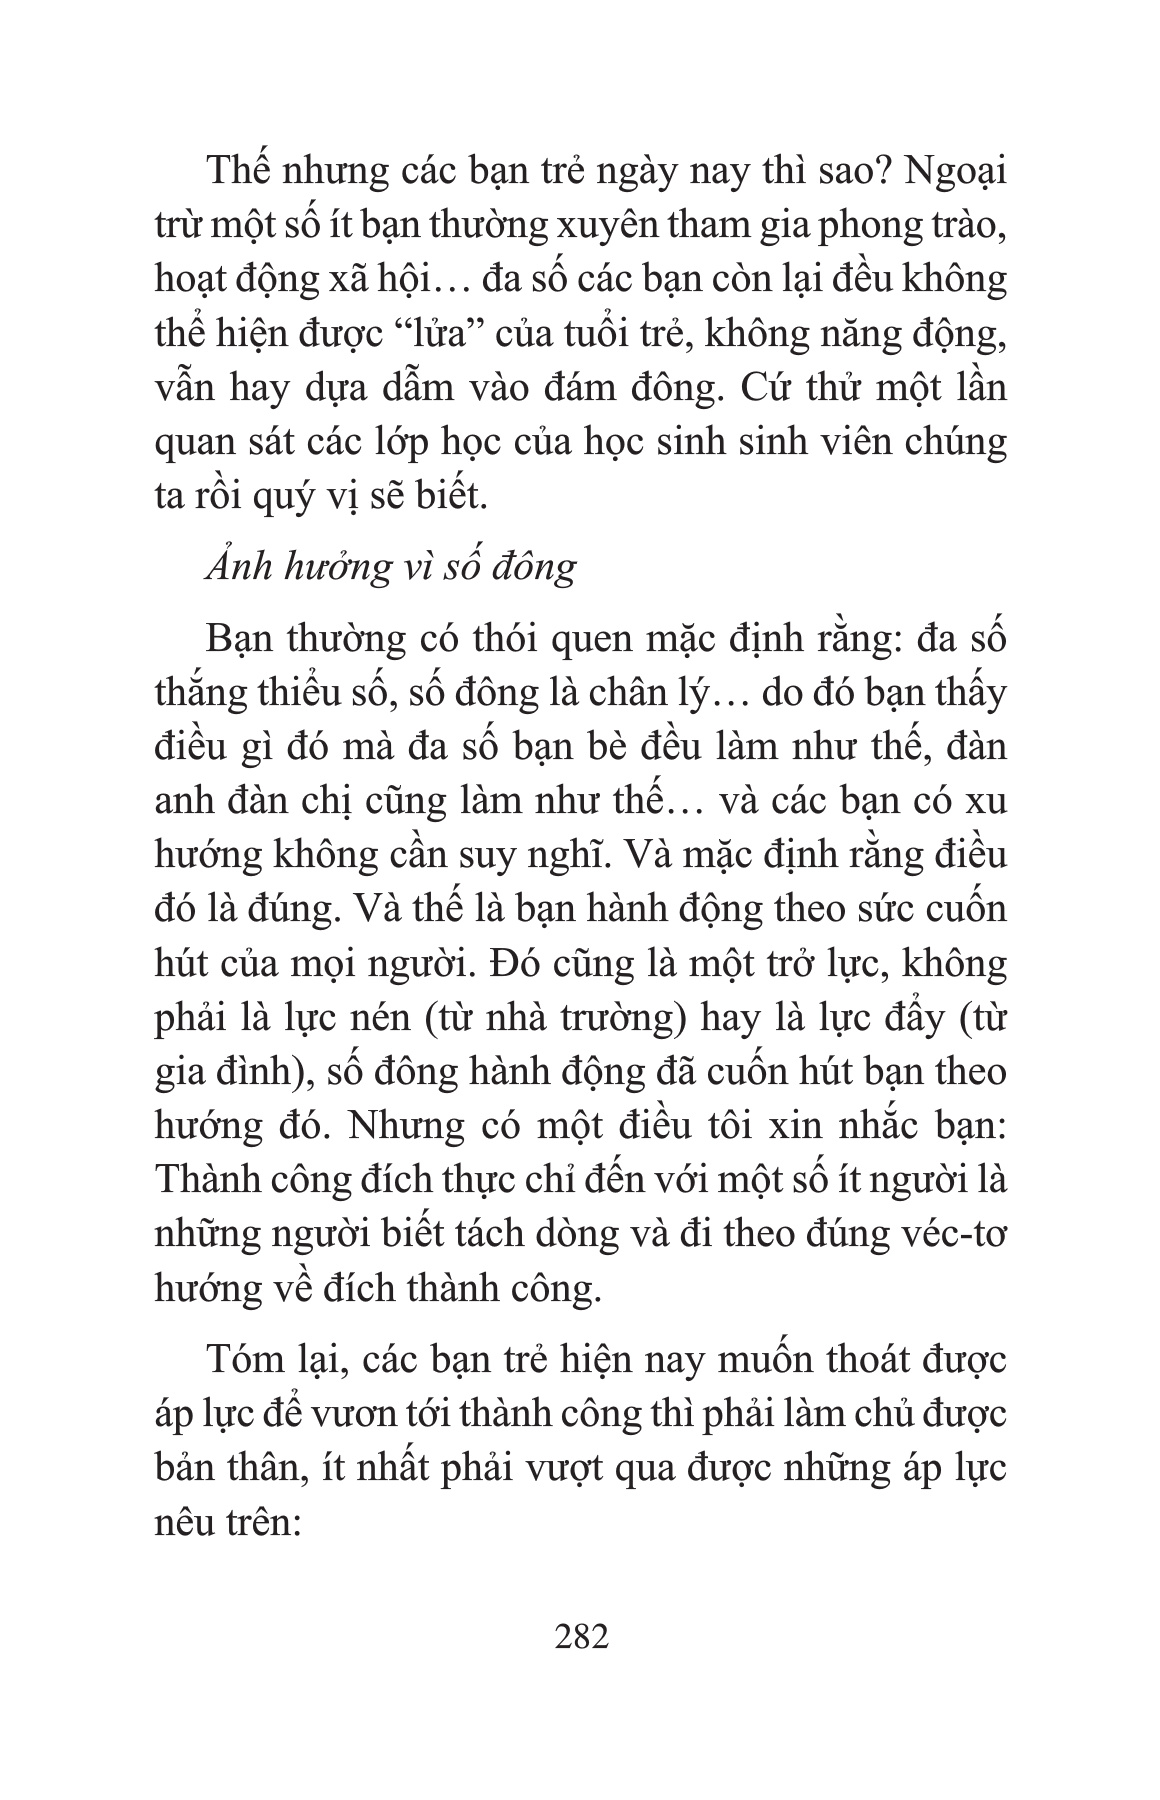 Thế nhưng các bạn trẻ ngày nay thì sao? Ngoại
trừ một số ít bạn thường xuyên tham gia phong trào,
hoạt động xã hội… đa số các bạn còn lại đều không
thể hiện được “lửa” của tuổi trẻ, không năng động,
vẫn hay dựa dẫm vào đám đông. Cứ thử một lần
quan sát các lớp học của học sinh sinh viên chúng
ta rồi quý vị sẽ biết.
Ảnh hưởng vì số đông
Bạn thường có thói quen mặc định rằng: đa số
thắng thiểu số, số đông là chân lý… do đó bạn thấy
điều gì đó mà đa số bạn bè đều làm như thế, đàn
anh đàn chị cũng làm như thế… và các bạn có xu
hướng không cần suy nghĩ. Và mặc định rằng điều
đó là đúng. Và thế là bạn hành động theo sức cuốn
hút của mọi người. Đó cũng là một trở lực, không
phải là lực nén (từ nhà trường) hay là lực đẩy (từ
gia đình), số đông hành động đã cuốn hút bạn theo
hướng đó. Nhưng có một điều tôi xin nhắc bạn:
Thành công đích thực chỉ đến với một số ít người là
những người biết tách dòng và đi theo đúng véc-tơ
hướng về đích thành công.
Tóm lại, các bạn trẻ hiện nay muốn thoát được
áp lực để vươn tới thành công thì phải làm chủ được
bản thân, ít nhất phải vượt qua được những áp lực
nêu trên:
282